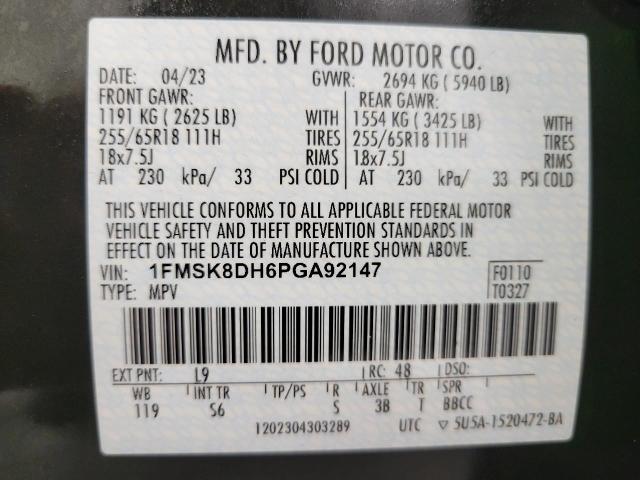 MFD. BY FORD MOTOR CO.
DATE: 04/23 GVWR: 2694 KG ( 5940 LB)
FRONT GAWR: REAR GAWR:
1191 KG ( 2625 LB) WITH 1554 KG ( 3425 LB) WITH
255/65R18 111H TIRES 255/65R18 111H TIRES
18x7.5J RIMS 18x7.5J RIMS
AT 230 kPa/ 33 PSI COLD AT 230 kPa/ 33 PSI COLD
THIS VEHICLE CONFORMS TO ALL APPLICABLE FEDERAL MOTOR
VEHICLE SAFETY AND THEFT PREVENTION STANDARDS IN
EFFECT ON THE DATE OF MANUFACTURE SHOWN ABOVE.
VIN: 1FMSK8DH6PGA92147 F0110
TYPE: MPV T0327
EXT PNT: L9 RC: 48 DSO:
WB INT TR TP/PS R AXLE TR SPR
119 S6 S 3B T BBCC
1202304303289 UTC ▽ 5U5A-1520472-BA